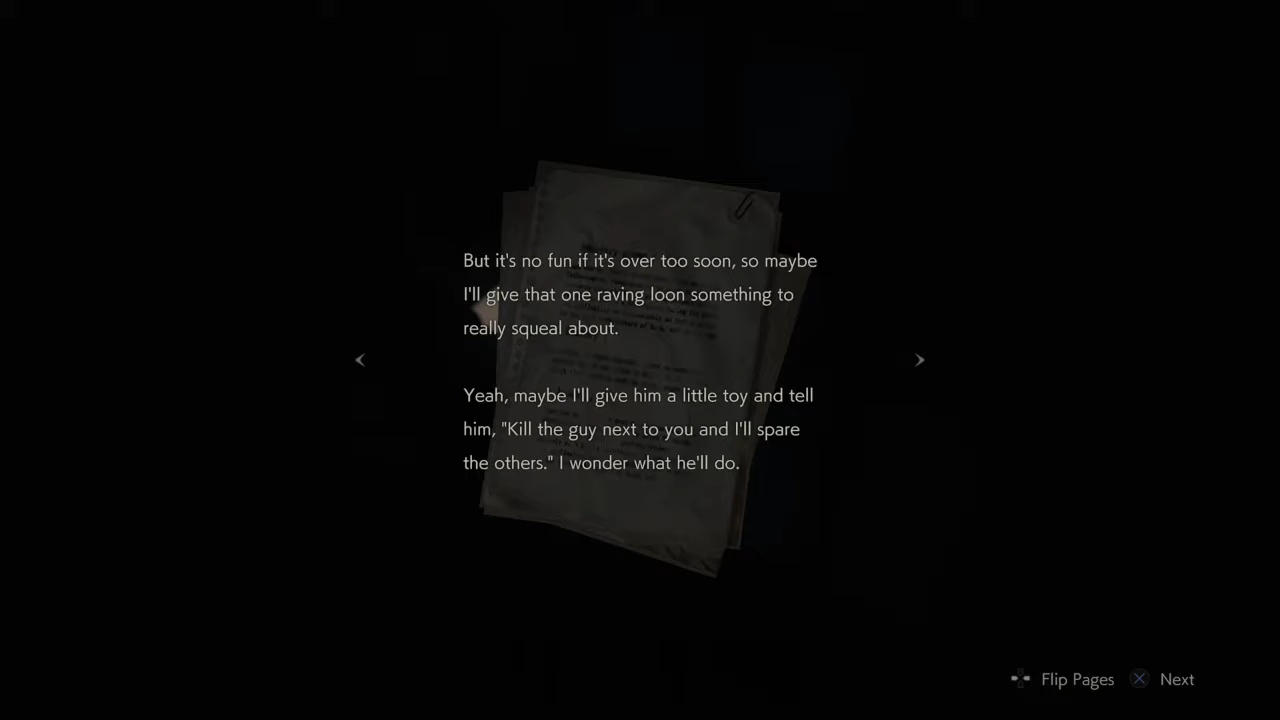 But it's no fun if it's over too soon, so maybe
I'll give that one raving loon something to
really squeal about.
Yeah, maybe I'll give him a little toy and tell
him, "Kill the guy next to you and I'll spare
the others." I wonder what he'll do.
Flip Pages
Next